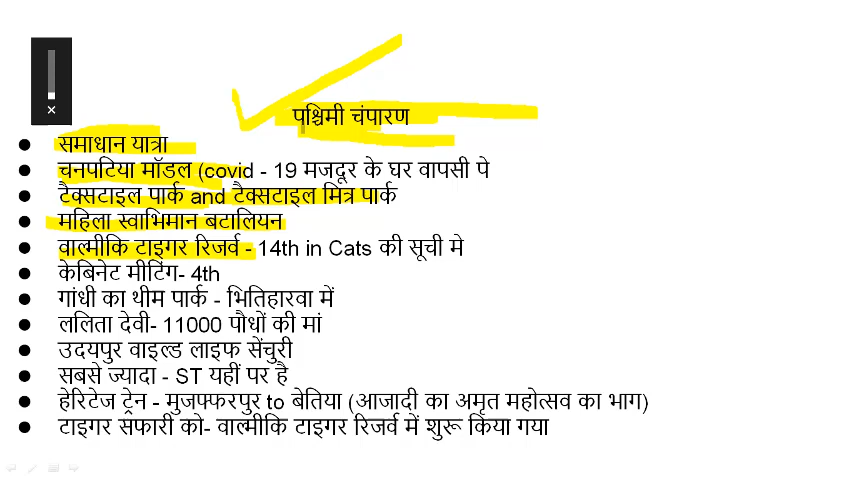 पश्चिमी चंपारण
● समाधान यात्रा
● चनपटिया मॉडल (covid - 19 मजदूर के घर वापसी पे
● टैक्सटाइल पार्क and टैक्सटाइल मित्र पार्क
● महिला स्वाभिमान बटालियन
● वाल्मीकि टाइगर रिजर्व - 14th in Cats की सूची मे
● केबिनेट मीटिंग- 4th
● गांधी का थीम पार्क - भितिहारवा में
● ललिता देवी- 11000 पौधों की मां
● उदयपुर वाइल्ड लाइफ सेंचुरी
● सबसे ज्यादा - ST यहीं पर है
● हेरिटेज ट्रेन - मुजफ्फरपुर to बेतिया (आजादी का अमृत महोत्सव का भाग)
● टाइगर सफारी को- वाल्मीकि टाइगर रिजर्व में शुरू किया गया